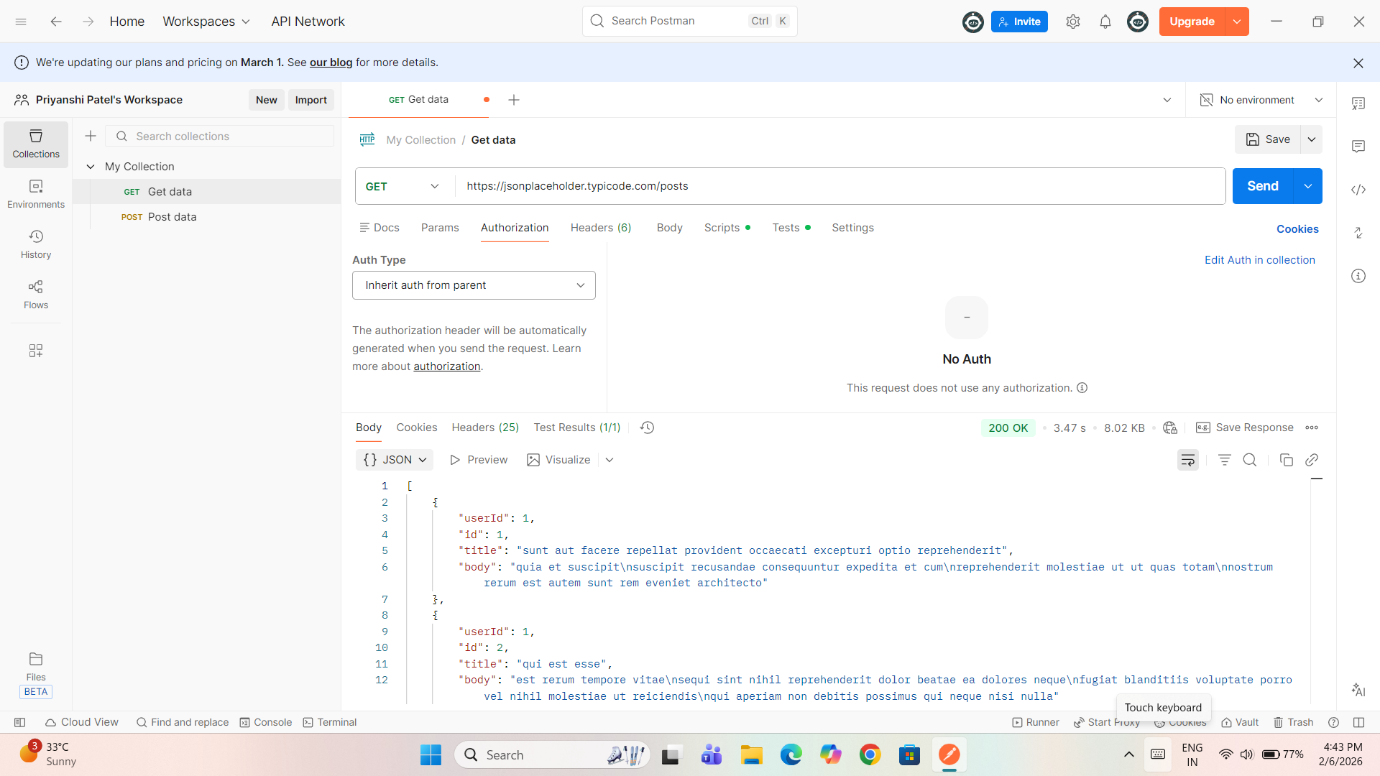 Home Workspaces API Network Search Postman Ctrl K Invite Upgrade
We're updating our plans and pricing on March 1. See our blog for more details.
Priyanshi Patel's Workspace New Import GET Get data No environment
Collections Search collections My Collection / Get data Save
My Collection
GET Get data GET https://jsonplaceholder.typicode.com/posts Send
POST Post data
Environments
History
Flows
Docs Params Authorization Headers (6) Body Scripts Tests Settings Cookies
Auth Type Edit Auth in collection
Inherit auth from parent
The authorization header will be automatically
generated when you send the request. Learn
more about authorization.
No Auth
This request does not use any authorization.
Body Cookies Headers (25) Test Results (1/1) 200 OK 3.47 s 8.02 KB e.g. Save Response
{ } JSON Preview Visualize
1 [
2 {
3 "userId": 1,
4 "id": 1,
5 "title": "sunt aut facere repellat provident occaecati excepturi optio reprehenderit",
6 "body": "quia et suscipit\nsuscipit recusandae consequuntur expedita et cum\nreprehenderit molestiae ut ut quas totam\nnostrum
rerum est autem sunt rem eveniet architecto"
7 },
8 {
9 "userId": 1,
10 "id": 2,
11 "title": "qui est esse",
12 "body": "est rerum tempore vitae\nsequi sint nihil reprehenderit dolor beatae ea dolores neque\nfugiat blanditiis voluptate porro
vel nihil molestiae ut reiciendis\nqui aperiam non debitis possimus qui neque nisi nulla"
Files
BETA
AI
Touch keyboard
Cloud View Find and replace Console Terminal Runner Start Proxy Cookies Vault Trash
3 33°C
Sunny
Search
ENG
IN
77%
4:43 PM
2/6/2026